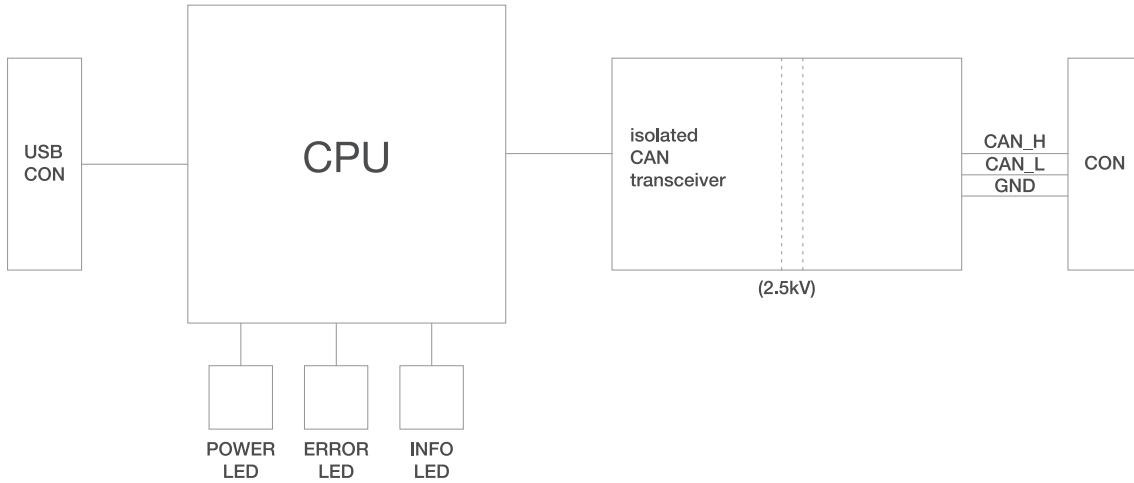 USB
CON
CPU
isolated
CAN
transceiver
(2.5kV)
CAN_H
CAN_L
GND
CON
POWER
LED
ERROR
LED
INFO
LED